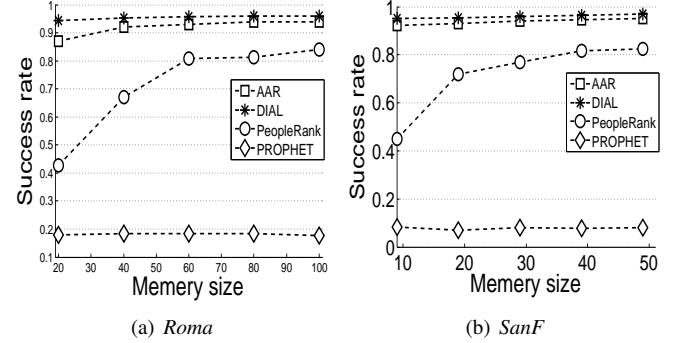 1
0.9
0.8
0.7
0.6
0.5
0.4
0.3
0.2
0.1
Success rate
20 30 40 50 60 70 80 90 100
Memery size
AAR
DIAL
PeopleRank
PROPHET
(a) Roma
1
0.8
0.6
0.4
0.2
0
Success rate
10 20 30 40 50
Memery size
AAR
DIAL
PeopleRank
PROPHET
(b) SanF